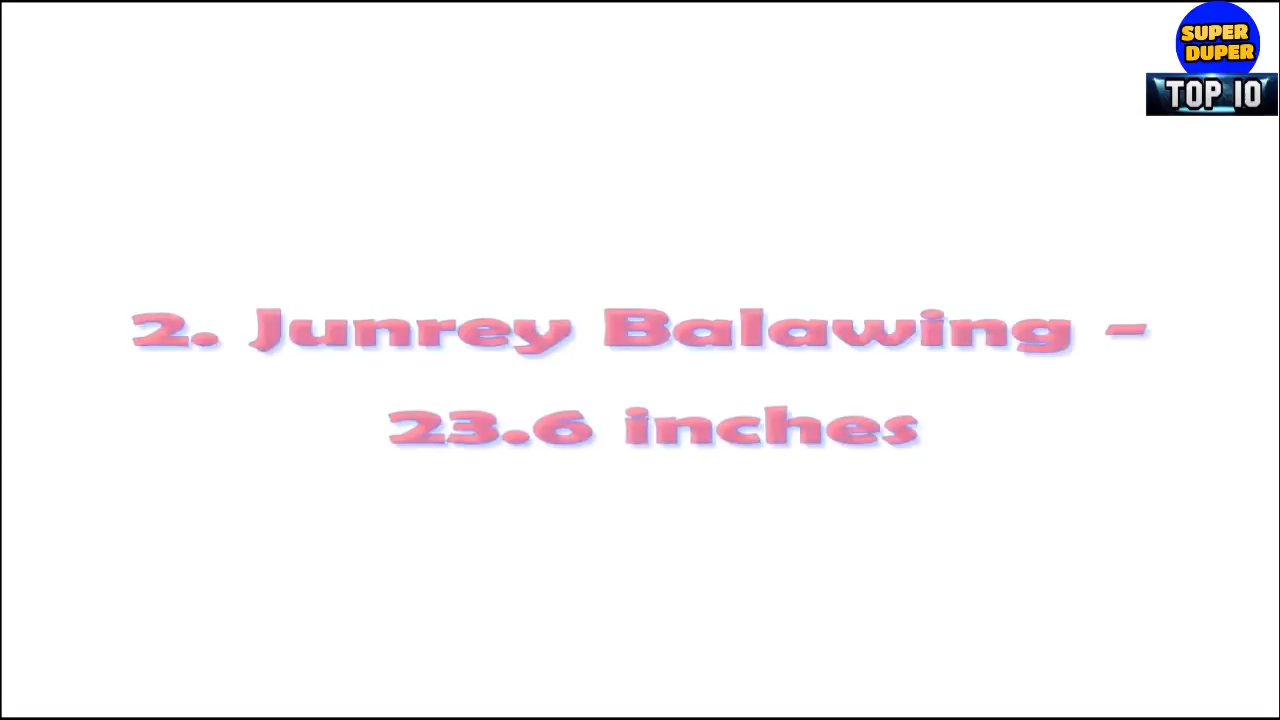 SUPER
DUPER
TOP 10
2. Junrey Balawing -
23.6 inches